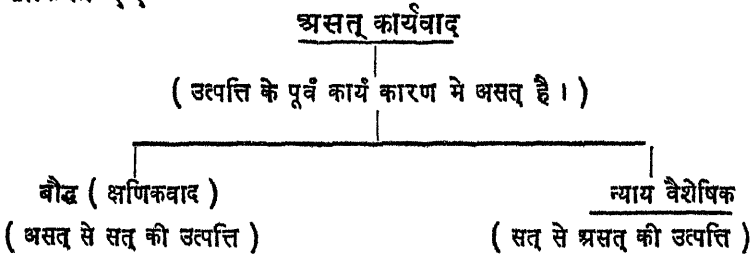 असत् कार्यवाद
( उत्पत्ति के पूर्व कार्य कारण मे असत् है । )
बौद्ध ( क्षणिकवाद )
न्याय वैशेषिक
( असत् से सत् की उत्पत्ति )
( सत् से असत् की उत्पत्ति )